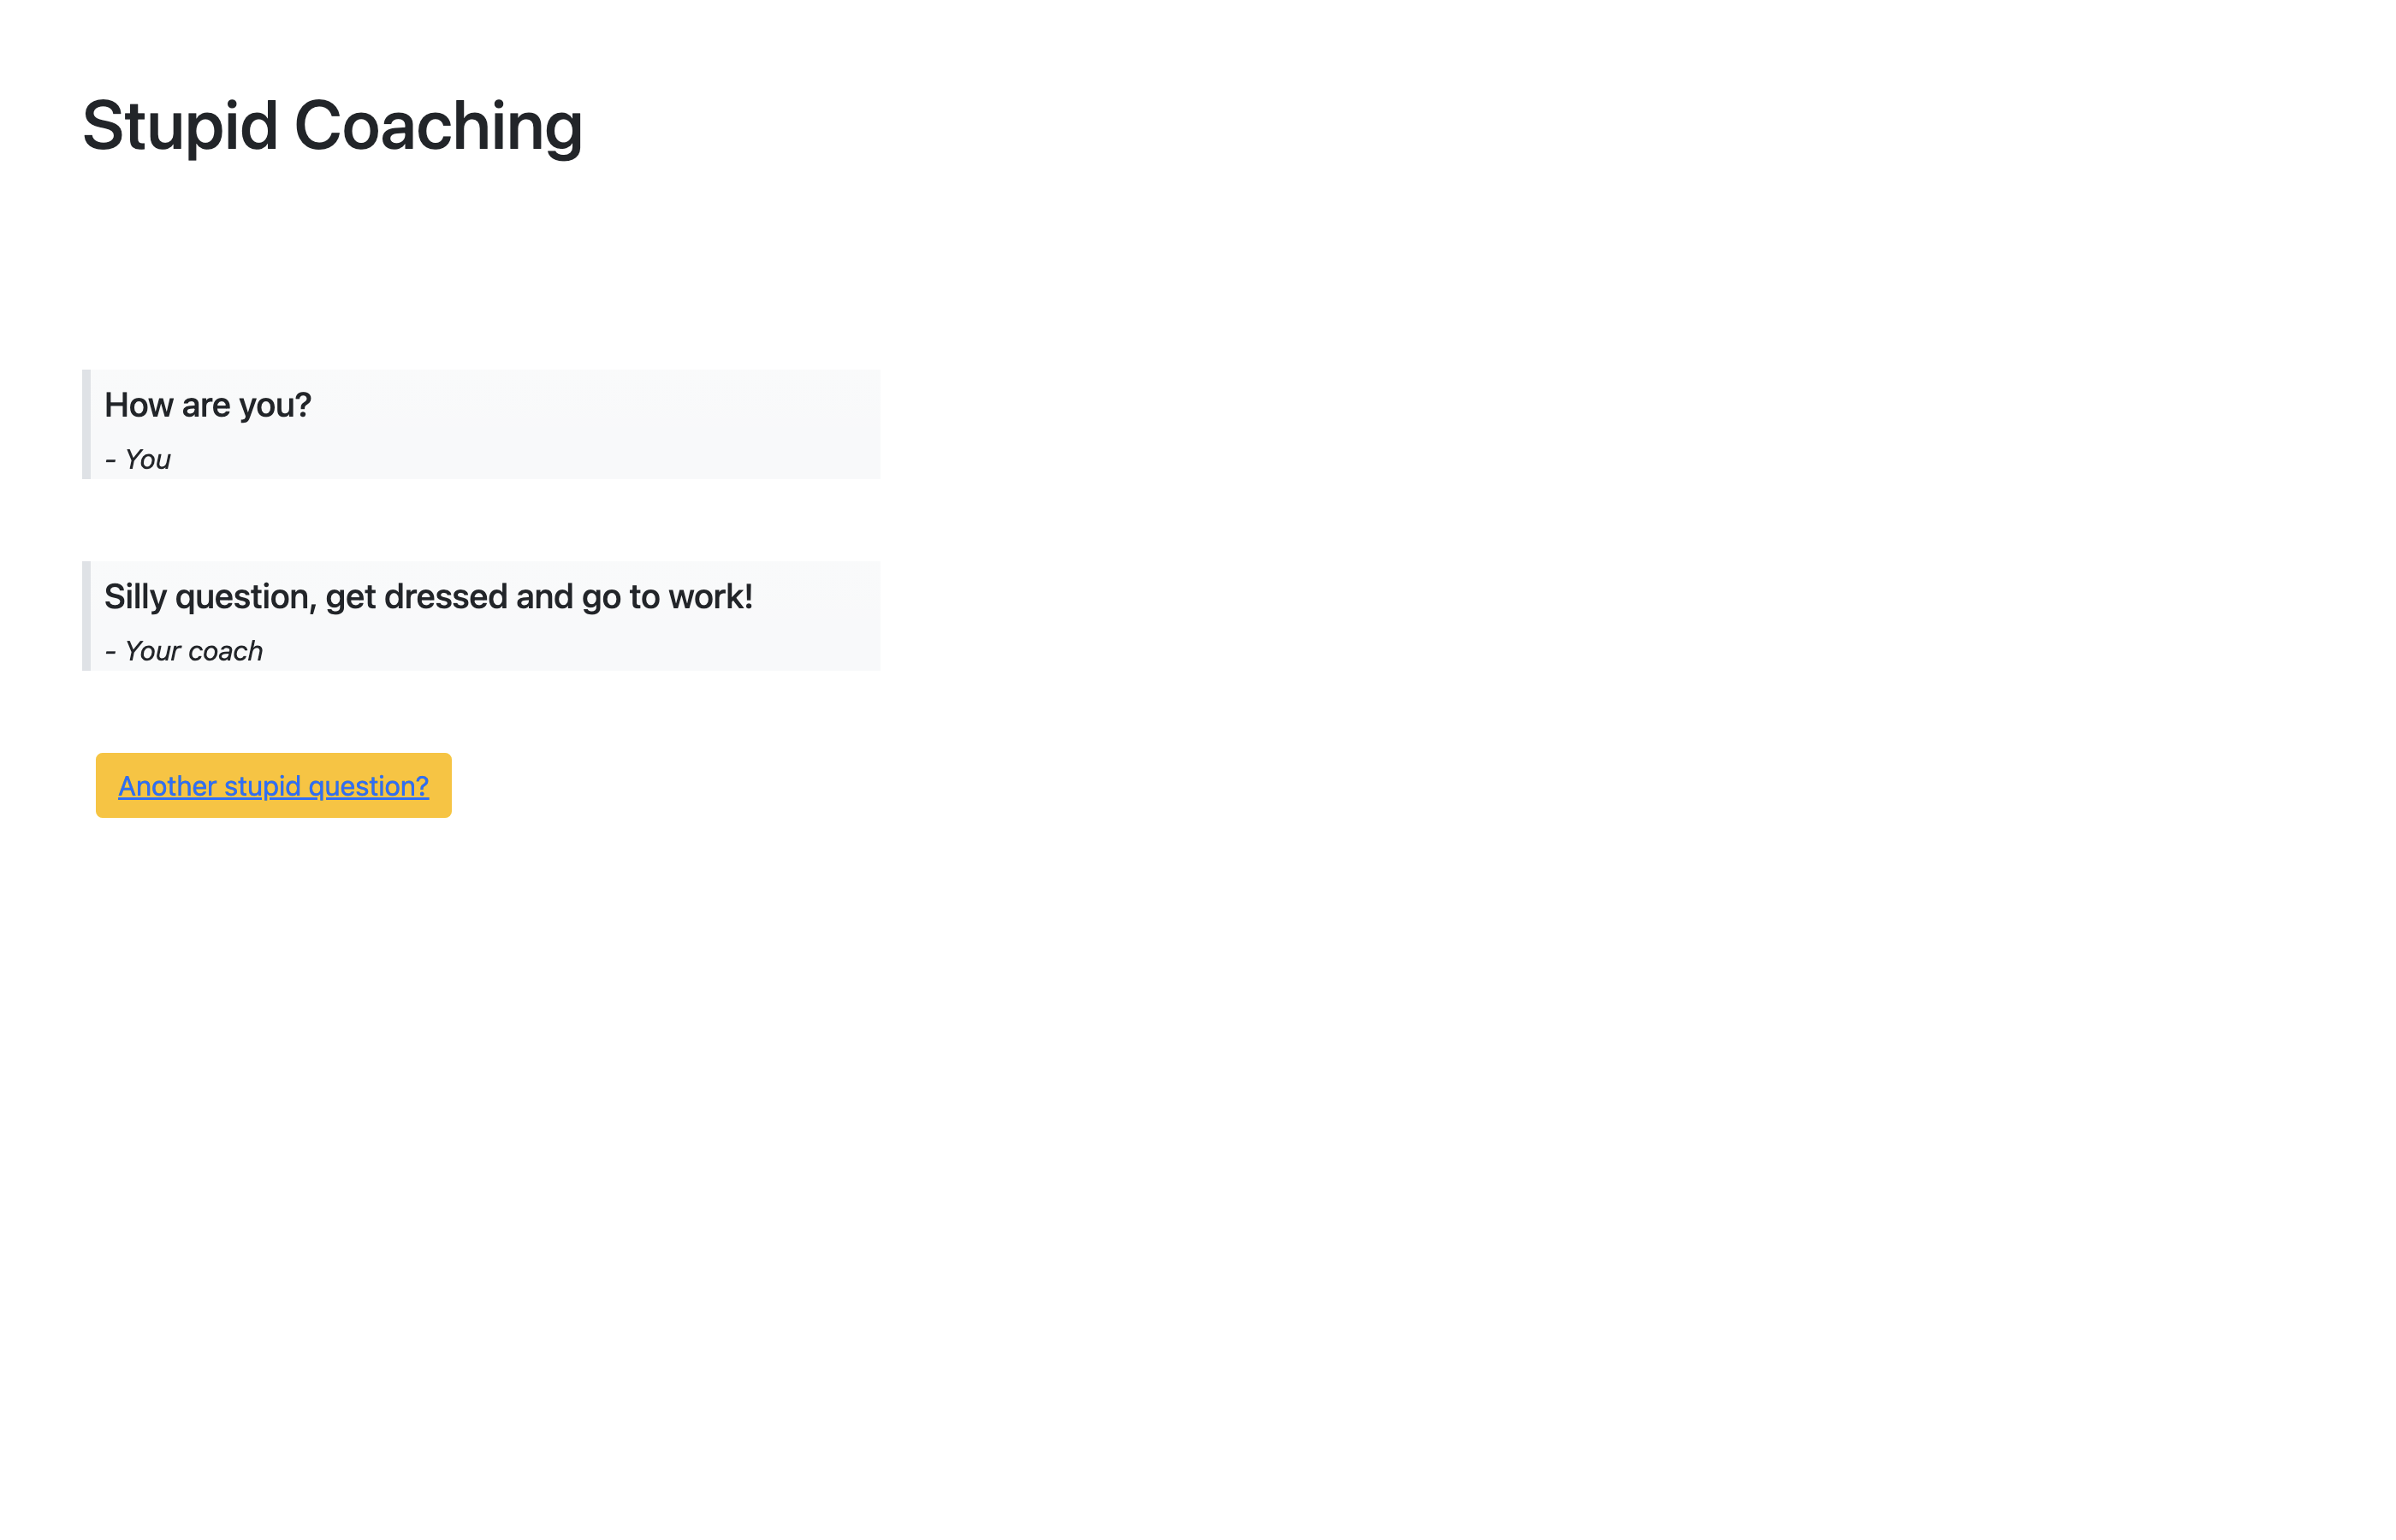 Stupid Coaching
How are you?
- You
Silly question, get dressed and go to work!
- Your coach
Another stupid question?